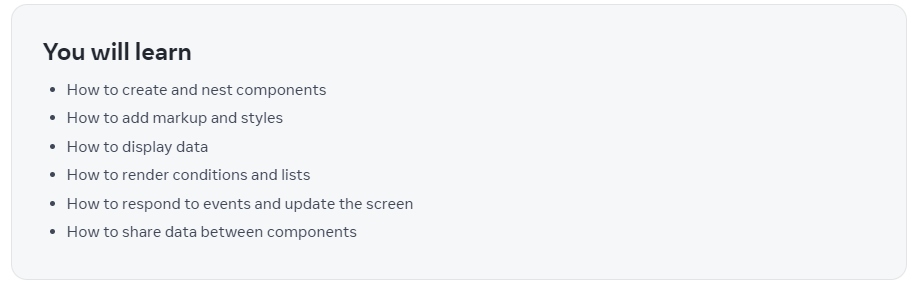 You will learn
How to create and nest components
How to add markup and styles
How to display data
How to render conditions and lists
How to respond to events and update the screen
How to share data between components